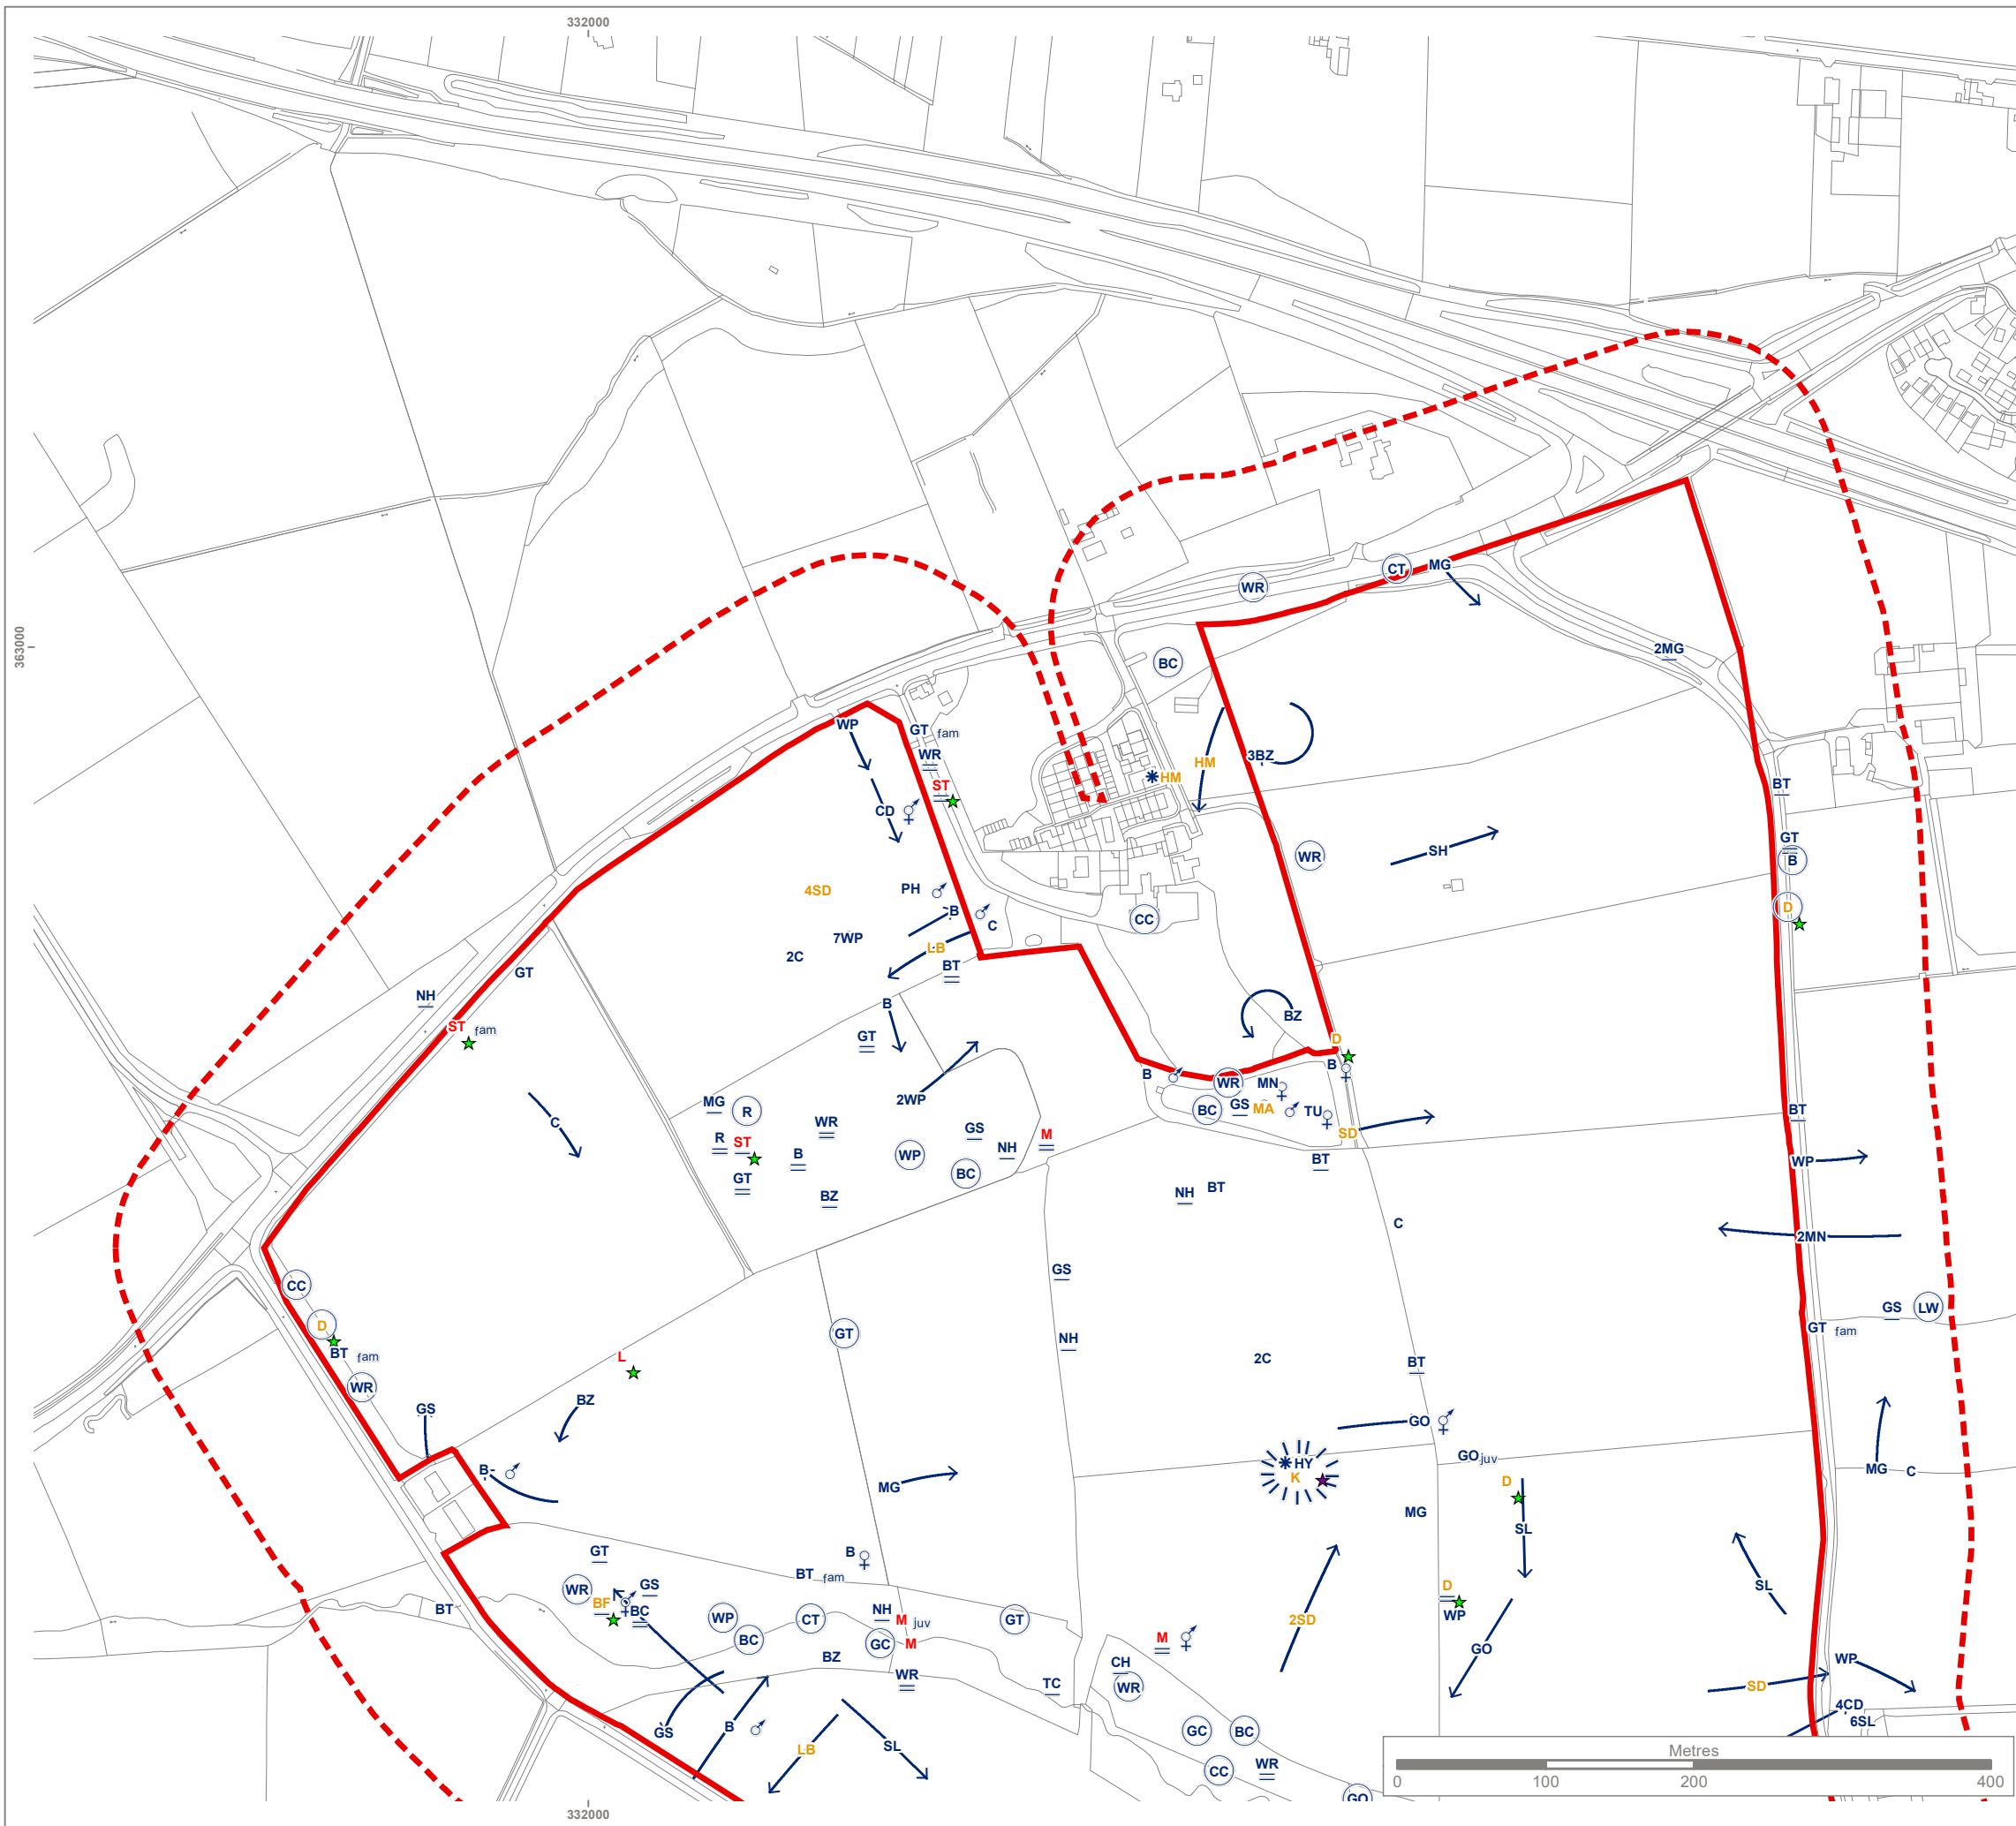 332000
363000
WR
CT
MG
BC
2MG
WP
GT fam
WR
ST
HM
HM
3BZ
CD
BT
GT
B
WR
SH
4SD
PH
D
B
C
CC
7WP
LB
2C
BT
GT
NH
B
BZ
ST fam
GT
D
B
B
WR
MN
2WP
MG
R
BC
GS
MA
TU
BT
C
WR
GS
M
SD
R
ST
NH
B
WP
BT
WP
BC
GT
BZ
NH
BT
C
2MN
GS
CC
GS
LW
D
GT
NH
GT fam
BT fam
L
2C
BT
WR
BZ
GS
GO
GO juv
HY
K
B
MG
C
D
MG
MG
SL
GT
B
BT fam
WR
GS
D
SL
BF
BC
WP
CT
NH
M juv
GT
2SD
WP
BT
BC
GC
M
M
GO
BZ
CH
WP
WR
TC
WR
SD
4CD
6SL
GS
B
GC
BC
LB
SL
CC
WR
GO
Metres
0 100 200 400
332000